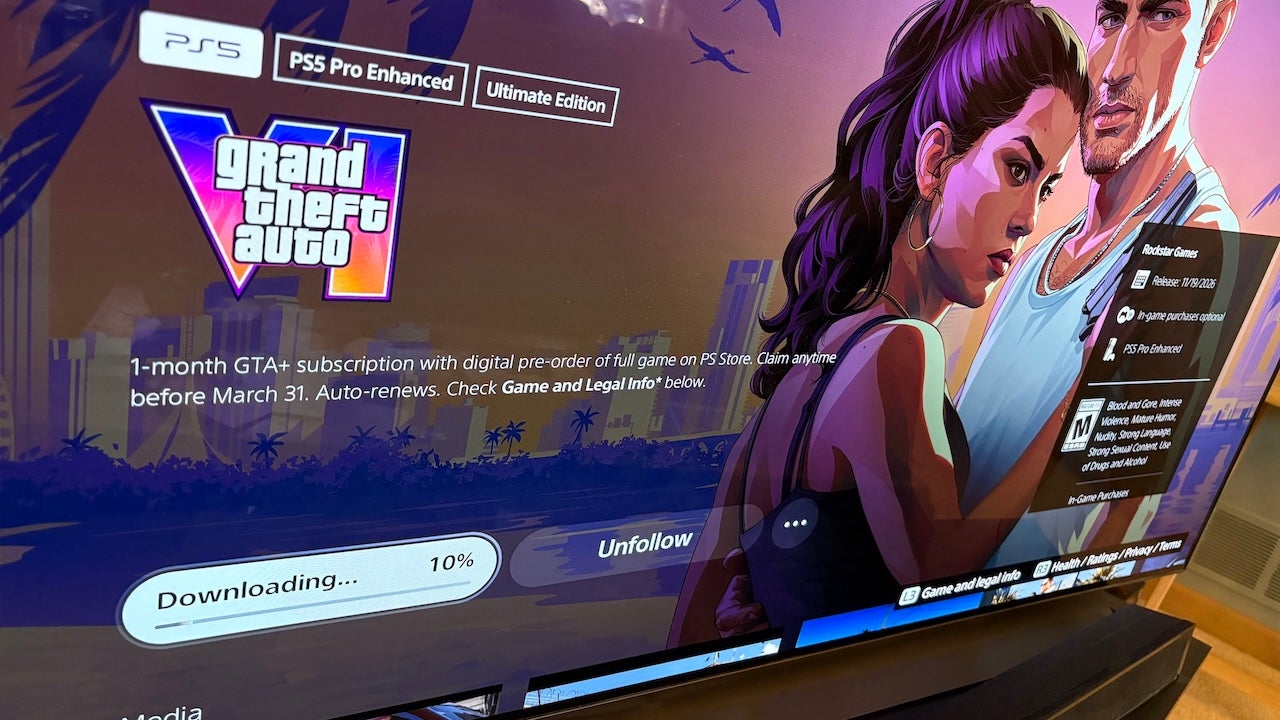 PS5
PS5 Pro Enhanced
Ultimate Edition
VI
grand
theft
auto
1-month GTA+ subscription with digital pre-order of full game on PS Store. Claim anytime
before March 31. Auto-renews. Check Game and Legal Info* below.
Downloading...
10%
Unfollow
...
Rockstar Games
Release: 11/19/2026
In-game purchases optional
PS5 Pro Enhanced
M
Blood and Gore, Intense
Violence, Mature Humor,
Nudity, Strong Language,
Strong Sexual Content, Use
of Drugs and Alcohol
In-Game Purchases
L3 Game and legal info
R3 Health / Ratings / Privacy / Terms
Media